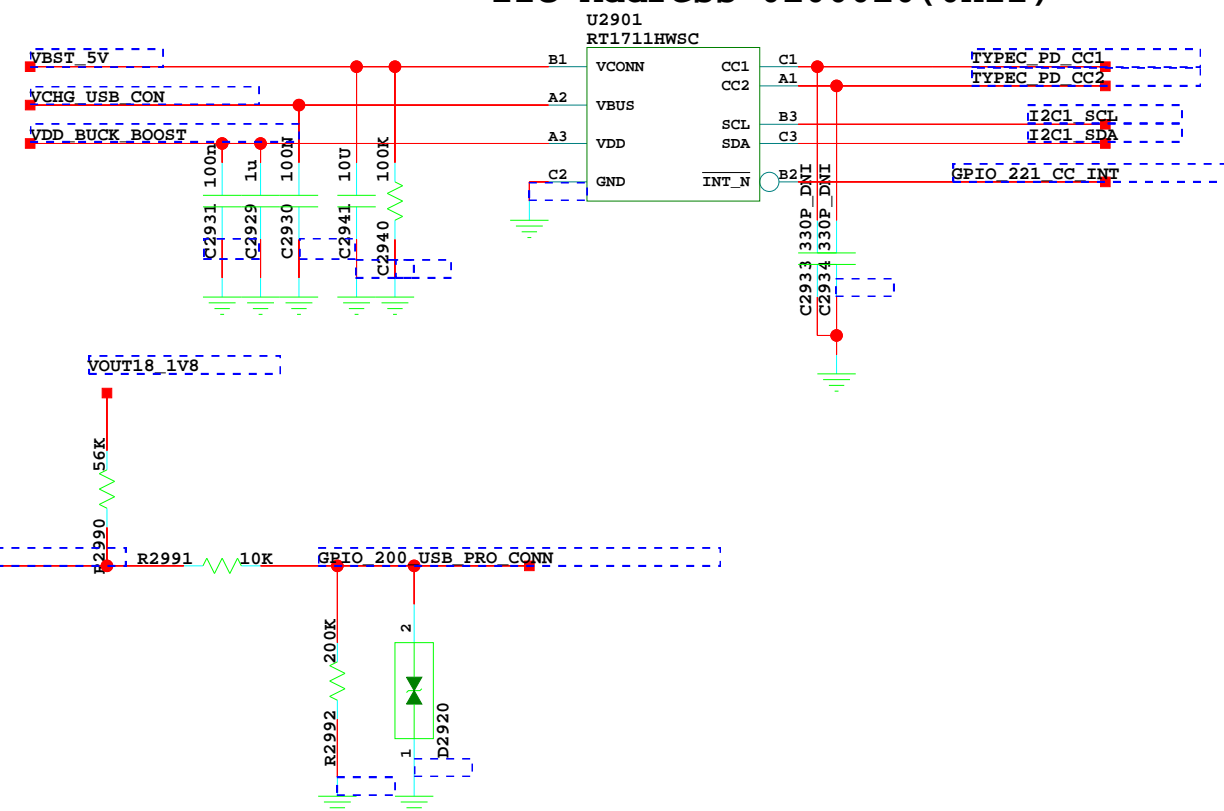 U2901
RT1711HWSC
VBST_5V
B1
VCONN
CC1
C1
TYPEC_PD_CC1
CC2
A1
TYPEC_PD_CC2
VCHG_USB_CON
A2
VBUS
SCL
B3
I2C1_SCL
VDD_BUCK_BOOST
A3
VDD
SDA
C3
I2C1_SDA
C2
GND
INT_N
B2
GPIO_221_CC_INT
C2931 100n
C2929 1u
C2930 100N
C2941 10U
C2940 100K
C2933 330P_DNI
C2934 330P_DNI
VOUT18_1V8
56K
R2990
R2991
10K
GPIO_200_USB_PRO_CONN
200K
R2992
2
1
D2920